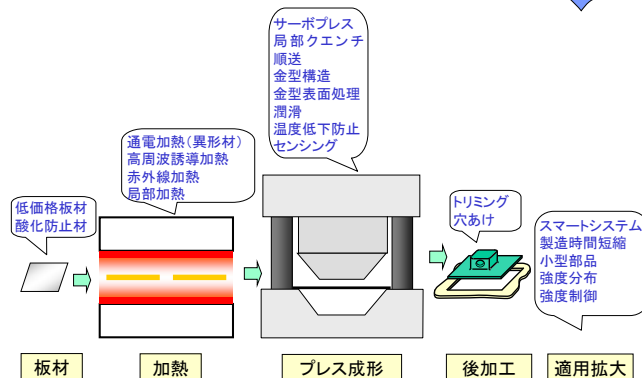 サーボプレス
局部クエンチ
順送
金型構造
金型表面処理
潤滑
温度低下防止
センシング
通電加熱(異形材)
高周波誘導加熱
赤外線加熱
局部加熱
低価格板材
酸化防止材
トリミング
穴あけ
スマートシステム
製造時間短縮
小型部品
強度分布
強度制御
板材
加熱
プレス成形
後加工
適用拡大